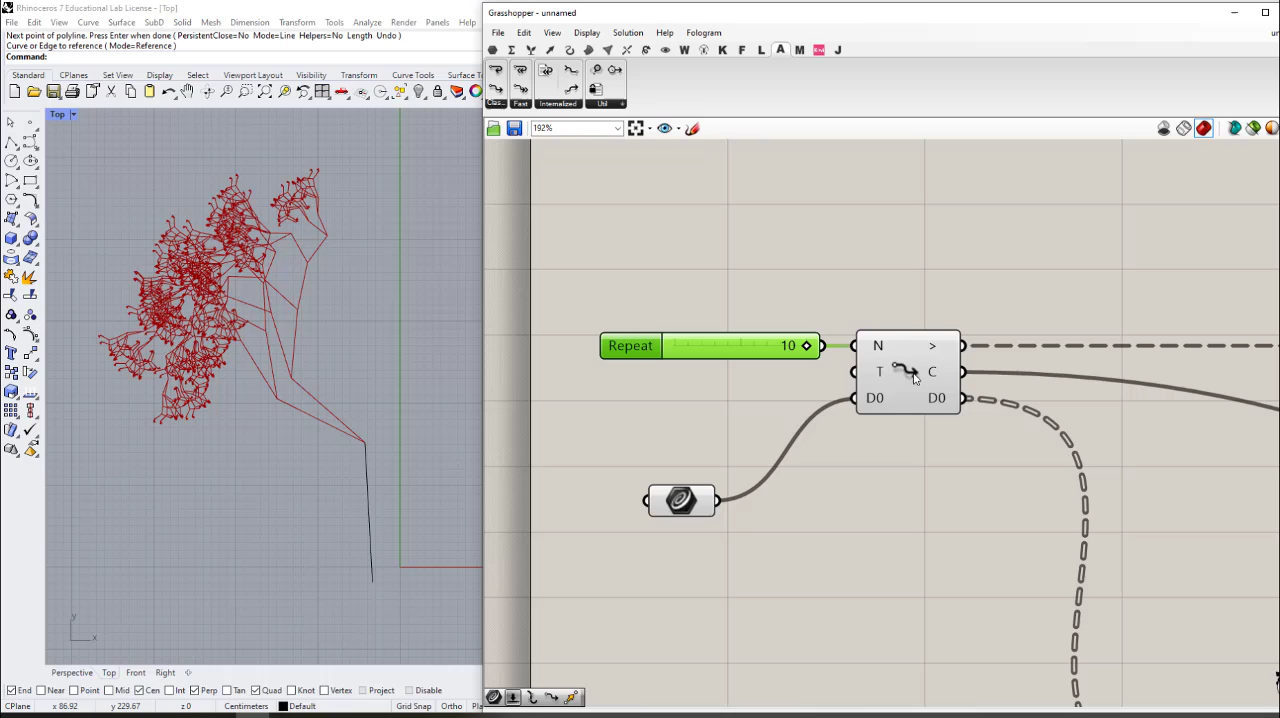 Rhinoceros 7 Educational Lab License - [Top]
File Edit View Curve Surface SubD Solid Mesh Dimension Transform Tools Analyze Render Panels Help
Next point of polyline. Press Enter when done ( PersistentClose=No Mode=Line Helpers=No Length Undo )
Curve or Edge to reference ( Mode=Reference )
Command:
Standard CPlanes Set View Display Select Viewport Layout Visibility Transform Curve Tools Surface T
Top
y
x
Perspective Top Front Right
End Near Point Mid Cen Int Perp Tan Quad Knot Vertex Project Disable
CPlane x 86.92 y 229.67 z 0 Centimeters Default Grid Snap Ortho Pla
Grasshopper - unnamed
File Edit View Display Solution Help Fologram
un
W K F L A M J
Clas... Fast Internalized Util
192%
Repeat 10
N >
T C
D0 D0